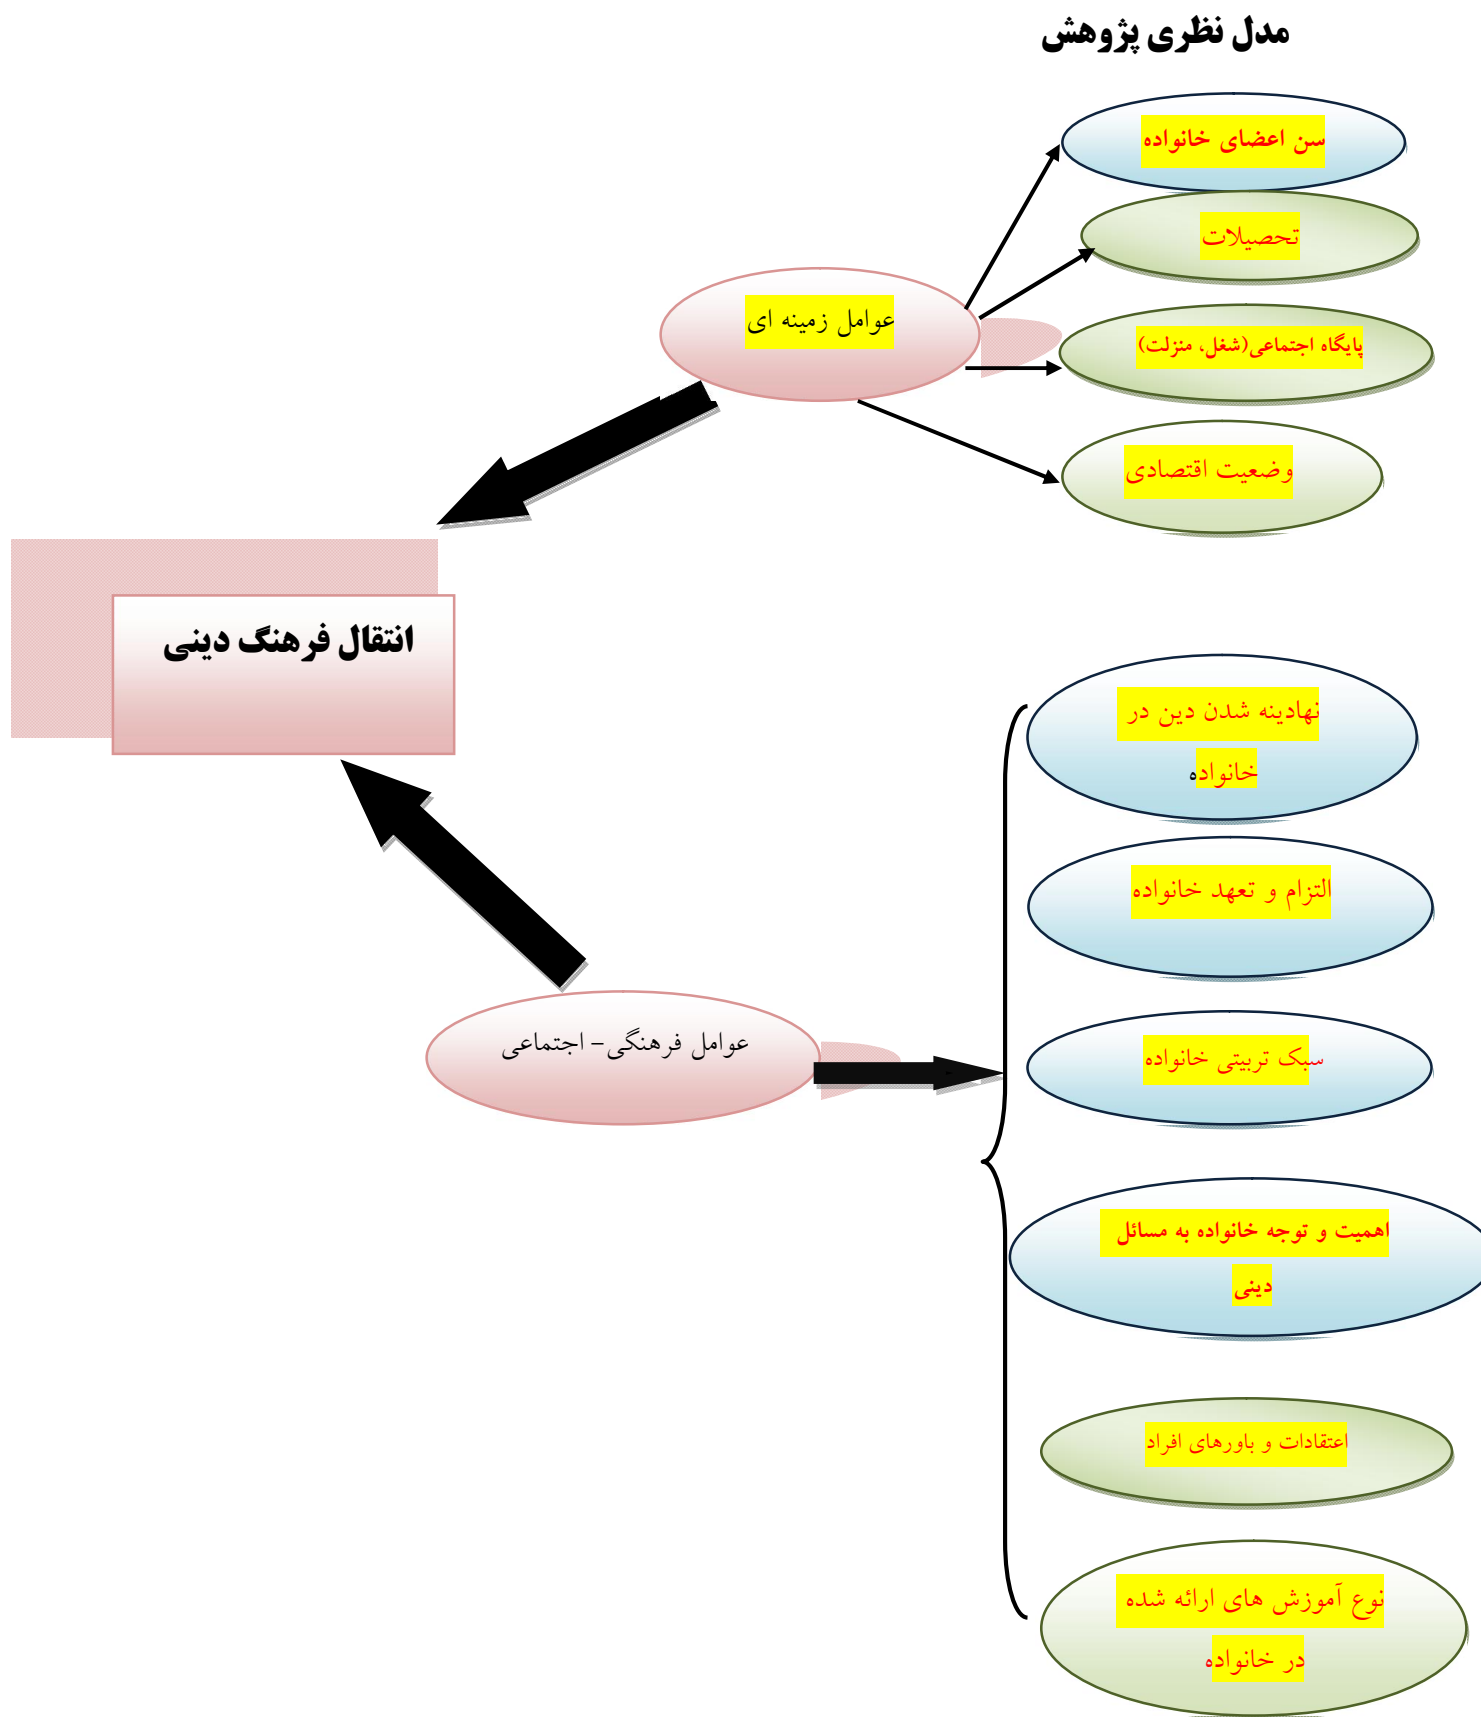 مدل نظری پژوهش
سن اعضای خانواده
تحصیلات
عوامل زمینه ای
پایگاه اجتماعی(شغل، منزلت)
وضعیت اقتصادی
انتقال فرهنگ دینی
نهادینه شدن دین در
خانواده
التزام و تعهد خانواده
عوامل فرهنگی- اجتماعی
سبک تربیتی خانواده
اهمیت و توجه خانواده به مسائل
دینی
اعتقادات و باورهای افراد
نوع آموزش های ارائه شده
در خانواده